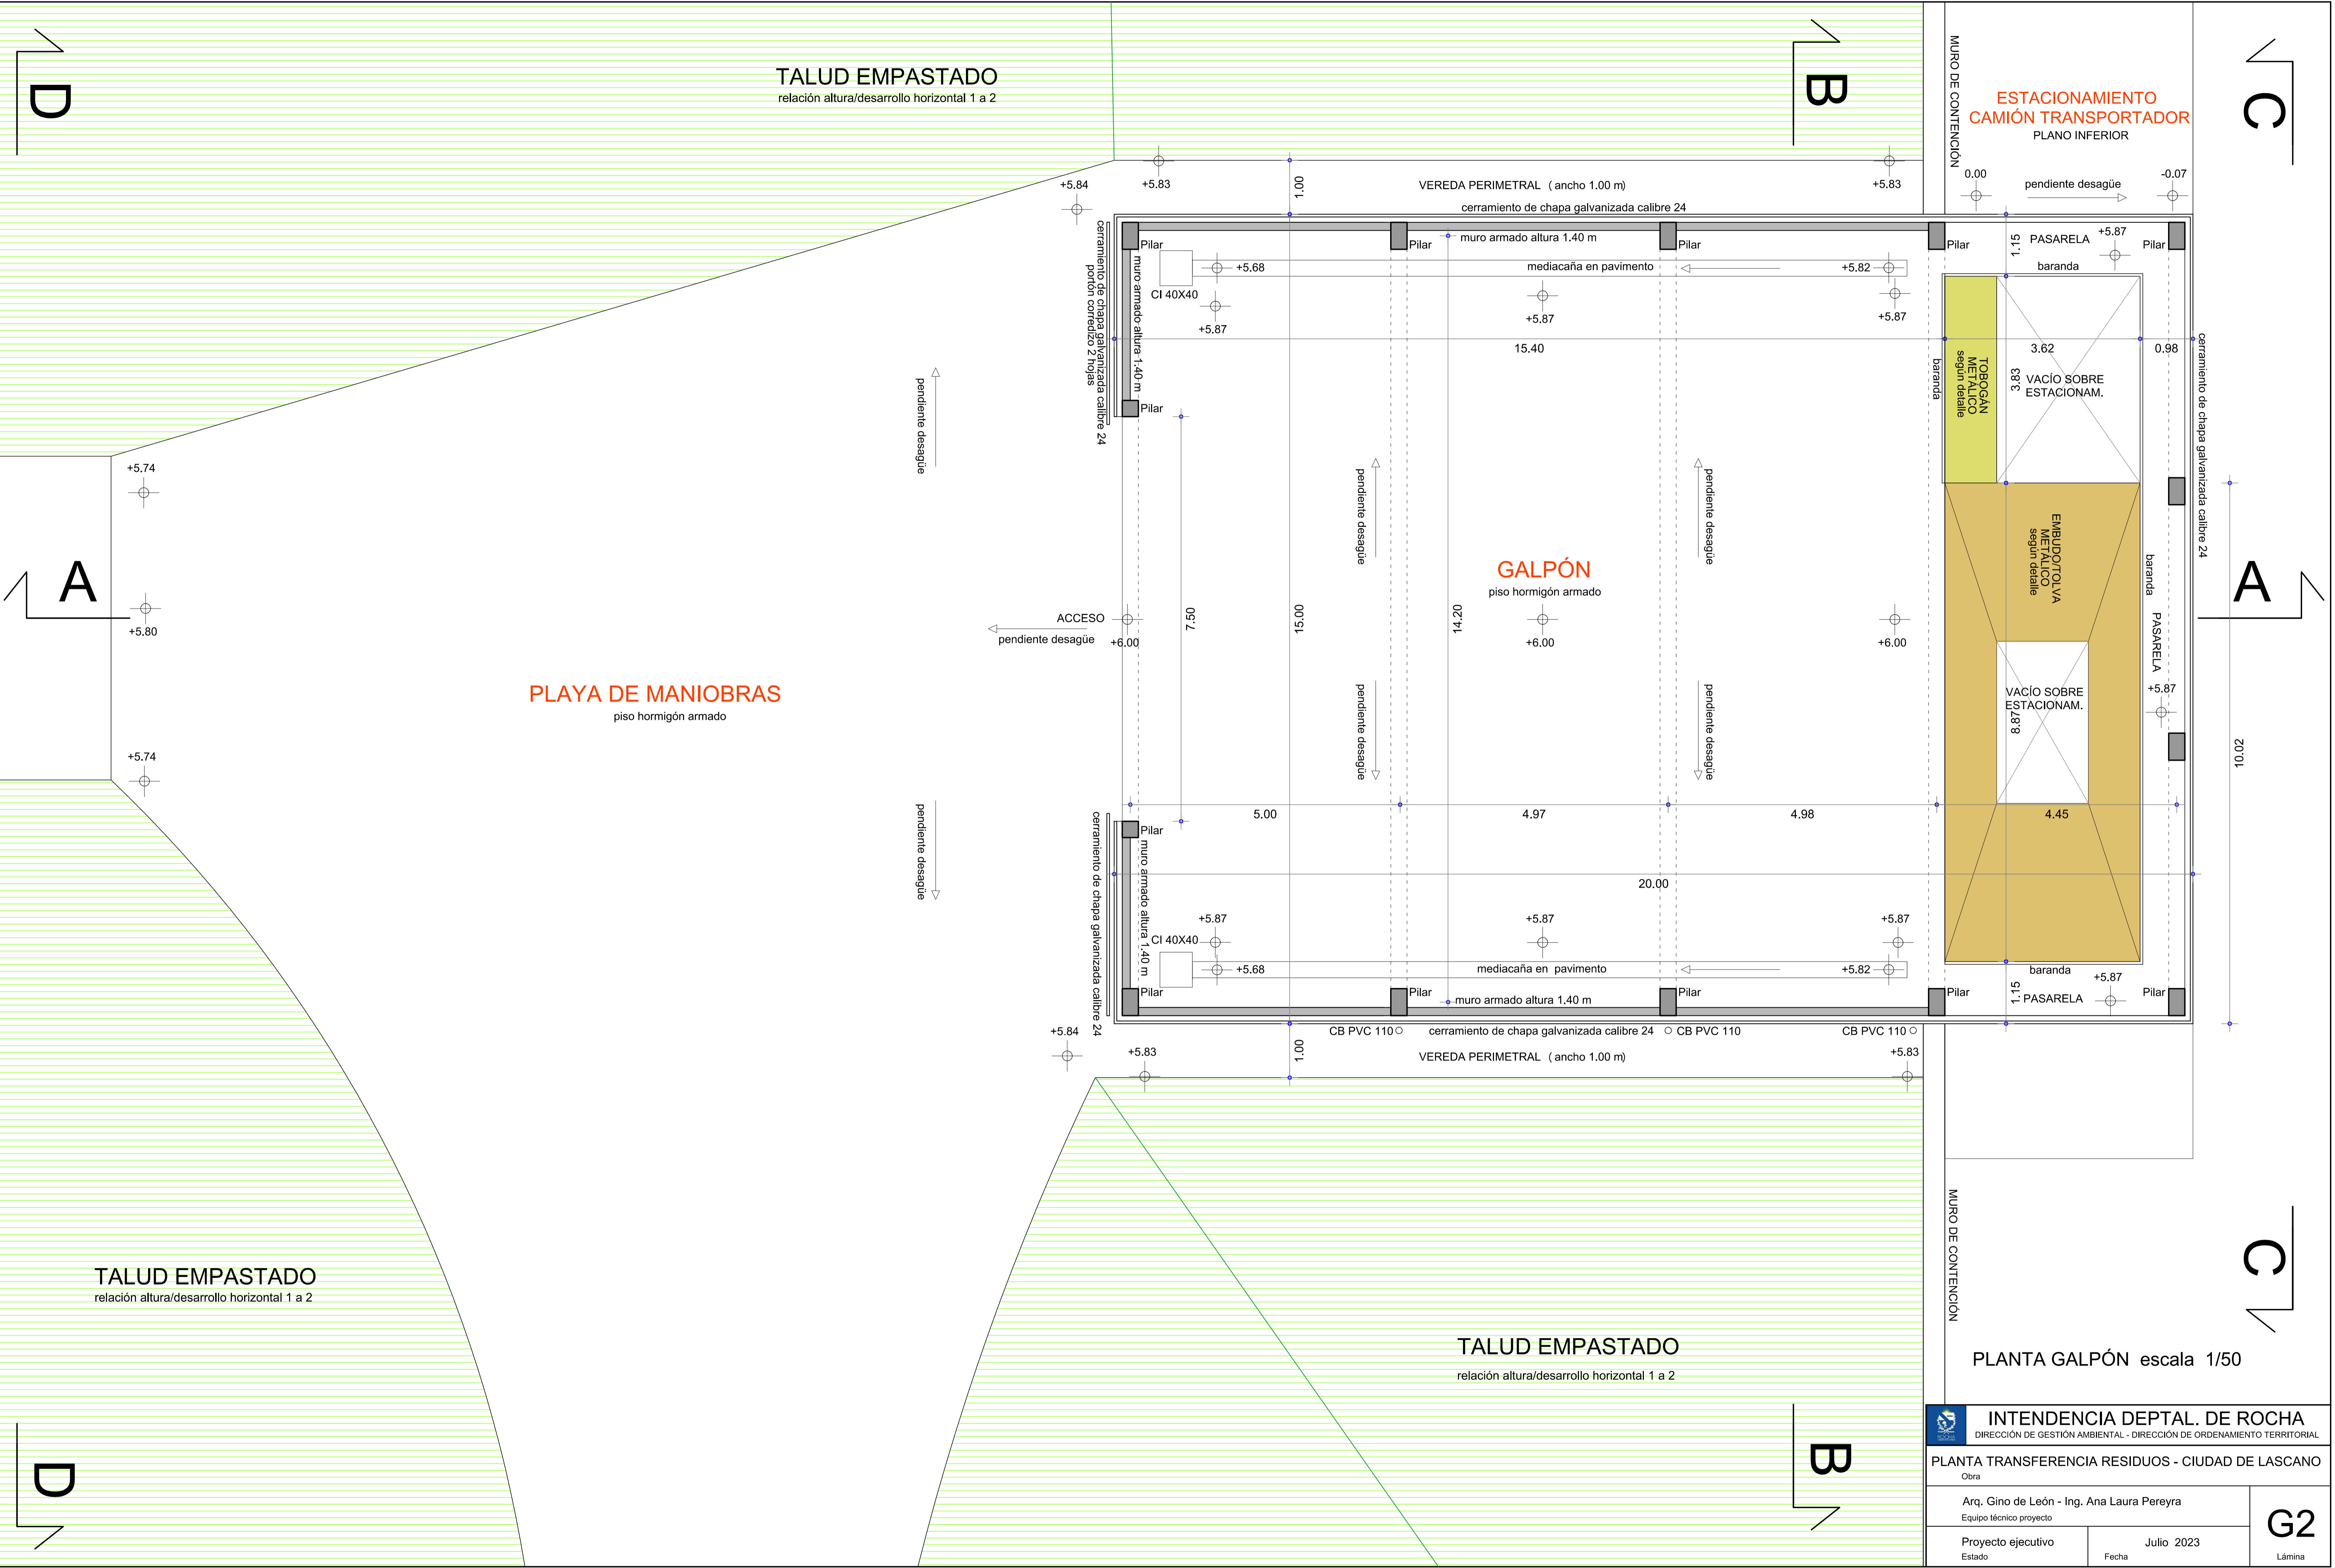 D
TALUD EMPASTADO
relación altura/desarrollo horizontal 1 a 2
B
MURO DE CONTENCIÓN
ESTACIONAMIENTO
CAMIÓN TRANSPORTADOR
PLANO INFERIOR
C
+5.84
+5.83
1.00
VEREDA PERIMETRAL ( ancho 1.00 m)
+5.83
0.00
pendiente desagüe
-0.07
cerramiento de chapa galvanizada calibre 24
cerramiento de chapa galvanizada calibre 24
portón corredizo 2 hojas
Pilar
muro armado altura 1.40 m
Pilar
muro armado altura 1.40 m
Pilar
Pilar
1.15
PASARELA
+5.87
Pilar
baranda
+5.68
mediacaña en pavimento
+5.82
CI 40X40
+5.87
+5.87
+5.87
15.40
3.62
0.98
baranda
TOBOGÁN
METÁLICO
según detalle
3.83
VACÍO SOBRE
ESTACIONAM.
cerramiento de chapa galvanizada calibre 24
pendiente desagüe
Pilar
+5.74
pendiente desagüe
pendiente desagüe
EMBUDO/TOLVA
METÁLICO
según detalle
baranda
A
GALPÓN
piso hormigón armado
A
+5.80
ACCESO
pendiente desagüe
+6.00
7.50
15.00
14.20
+6.00
+6.00
PASARELA
PLAYA DE MANIOBRAS
piso hormigón armado
pendiente desagüe
pendiente desagüe
VACÍO SOBRE
ESTACIONAM.
8.87
+5.87
10.02
+5.74
pendiente desagüe
5.00
4.97
4.98
4.45
cerramiento de chapa galvanizada calibre 24
Pilar
muro armado altura 1.40 m
20.00
+5.87
+5.87
+5.87
CI 40X40
+5.68
mediacaña en pavimento
+5.82
baranda
+5.87
Pilar
Pilar
muro armado altura 1.40 m
Pilar
Pilar
1.15
PASARELA
Pilar
+5.84
CB PVC 110
cerramiento de chapa galvanizada calibre 24
CB PVC 110
CB PVC 110
+5.83
1.00
VEREDA PERIMETRAL ( ancho 1.00 m)
+5.83
MURO DE CONTENCIÓN
C
TALUD EMPASTADO
relación altura/desarrollo horizontal 1 a 2
TALUD EMPASTADO
relación altura/desarrollo horizontal 1 a 2
PLANTA GALPÓN escala 1/50
D
B
ROCHA
INTENDENCIA DEPTAL. DE ROCHA
DIRECCIÓN DE GESTIÓN AMBIENTAL - DIRECCIÓN DE ORDENAMIENTO TERRITORIAL
PLANTA TRANSFERENCIA RESIDUOS - CIUDAD DE LASCANO
Obra
Arq. Gino de León - Ing. Ana Laura Pereyra
Equipo técnico proyecto
G2
Lámina
Proyecto ejecutivo
Estado
Julio 2023
Fecha